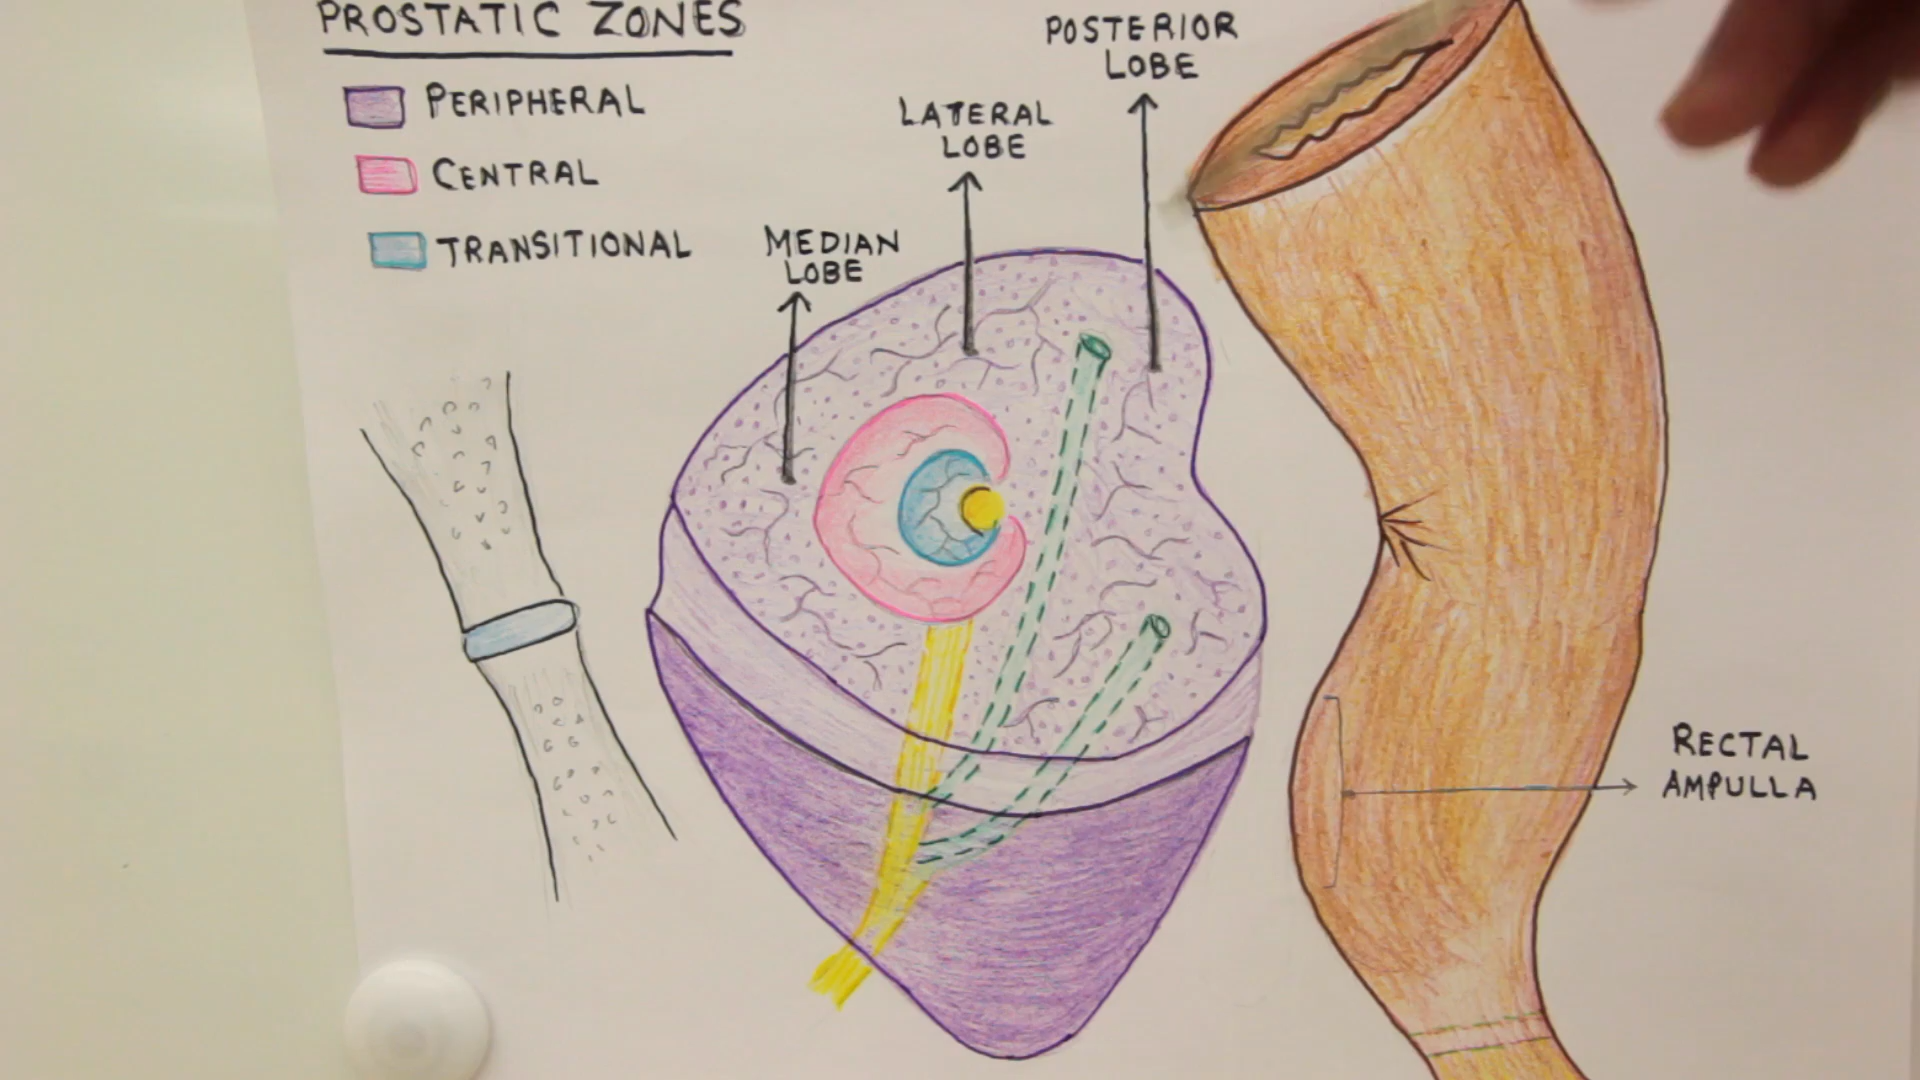 PROSTATIC ZONES
PERIPHERAL
CENTRAL
TRANSITIONAL
MEDIAN
LOBE
LATERAL
LOBE
POSTERIOR
LOBE
RECTAL
AMPULLA